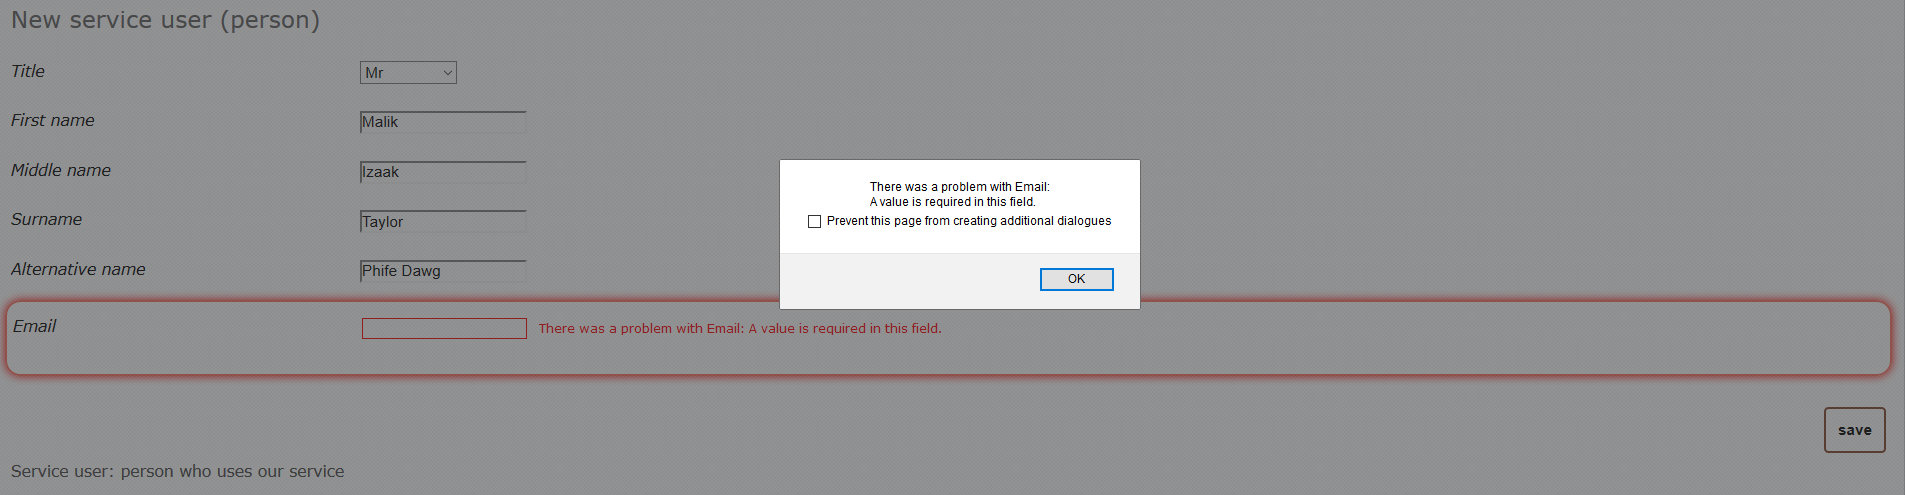 New service user (person)
Title
Mr
First name
Malik
Middle name
Izaak
Surname
Taylor
Alternative name
Phife Dawg
There was a problem with Email:
A value is required in this field.
Prevent this page from creating additional dialogues
OK
Email
There was a problem with Email: A value is required in this field.
save
Service user: person who uses our service